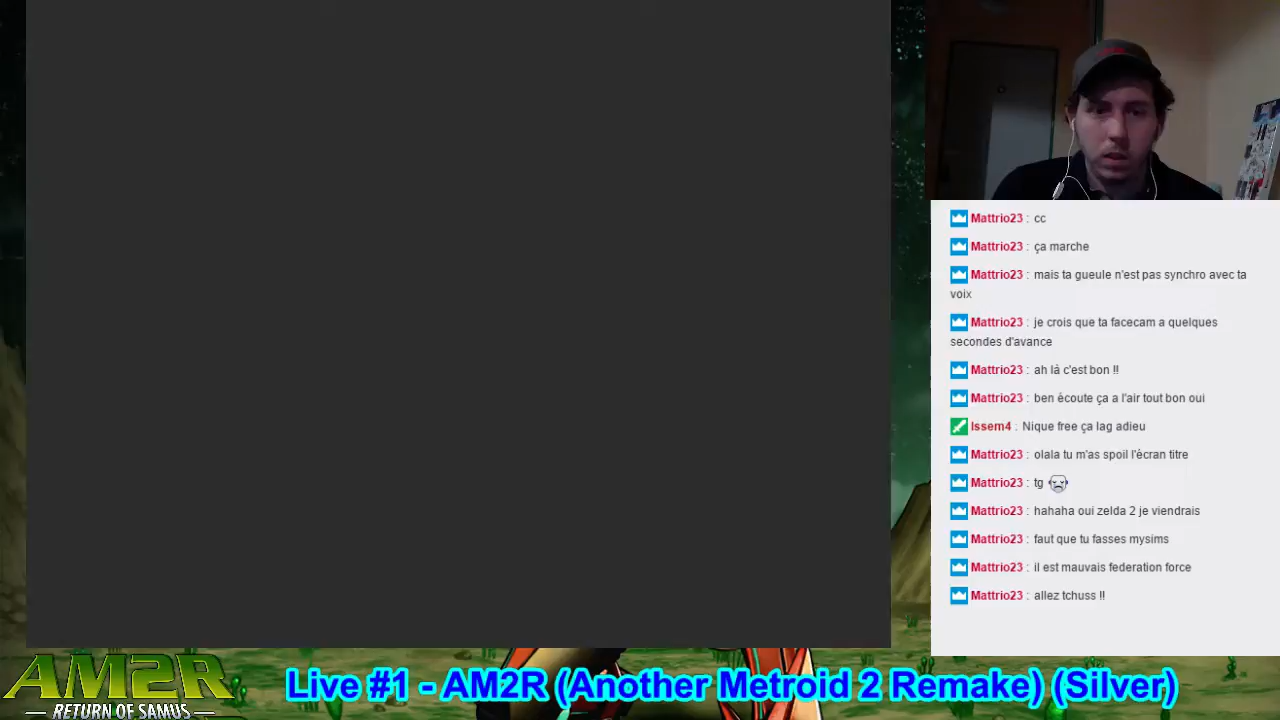 Mattrio23 : cc
Mattrio23 : ça marche
Mattrio23 : mais ta gueule n'est pas synchro avec ta
voix
Mattrio23 : je crois que ta facecam a quelques
secondes d'avance
Mattrio23 : ah là c'est bon !!
Mattrio23 : ben écoute ça a l'air tout bon oui
Issem4 : Nique free ça lag adieu
Mattrio23 : olala tu m'as spoil l'écran titre
Mattrio23 : tg
Mattrio23 : hahaha oui zelda 2 je viendrais
Mattrio23 : faut que tu fasses mysims
Mattrio23 : il est mauvais federation force
Mattrio23 : allez tchuss !!
AM2R
RETURN OF SAMUS
Live #1 - AM2R (Another Metroid 2 Remake) (Silver)